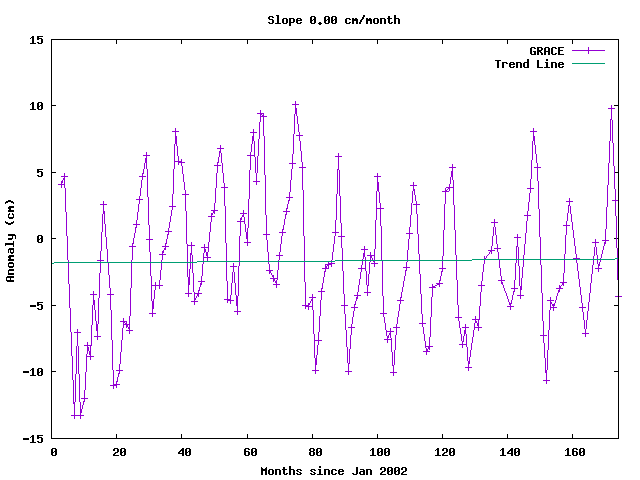 Slope 0.00 cm/month
15
10
5
0
-5
-10
-15
Anomaly (cm)
GRACE
Trend Line
0 20 40 60 80 100 120 140 160
Months since Jan 2002